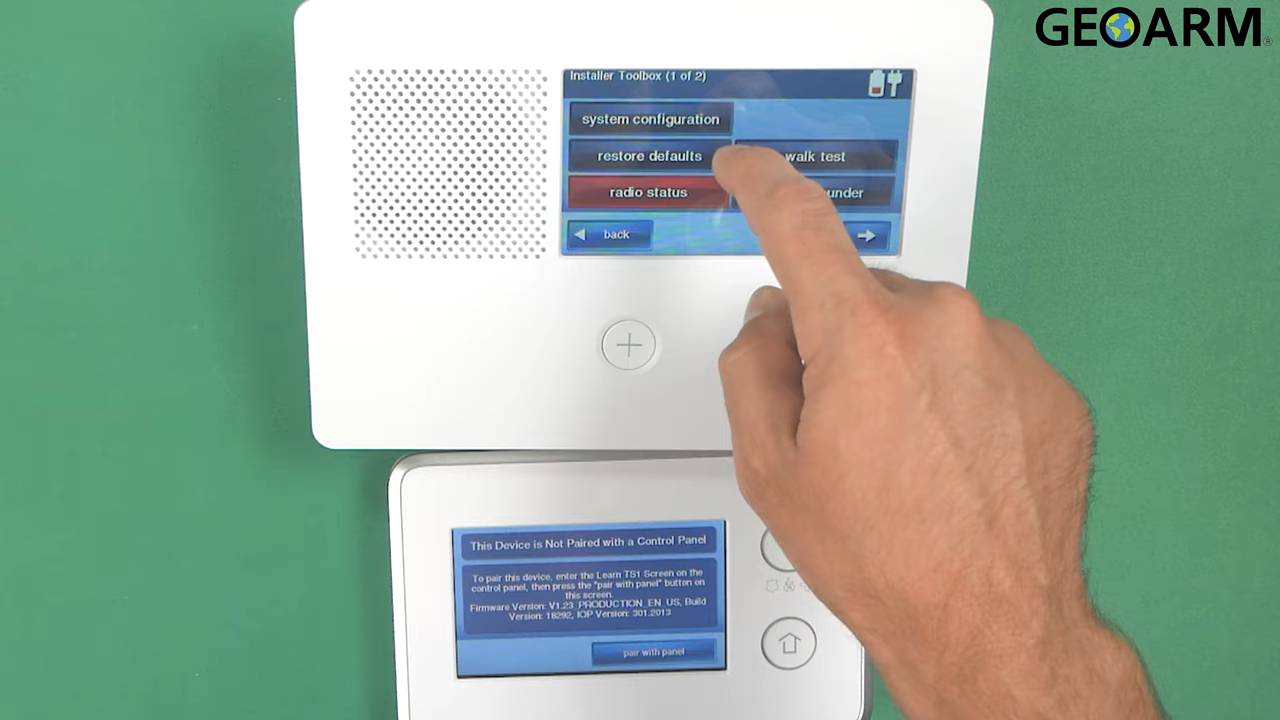 GEOARM®
Installer Toolbox (1 of 2)
system configuration
restore defaults
walk test
radio status
back
This Device is Not Paired with a Control Panel
To pair this device, enter the Learn TS1 Screen on the
control panel, then press the "pair with panel" button on
this screen.
Firmware Version: V1.23_PRODUCTION_EN_US, Build
Version: 18292, IOP Version: 301.2013
pair with panel